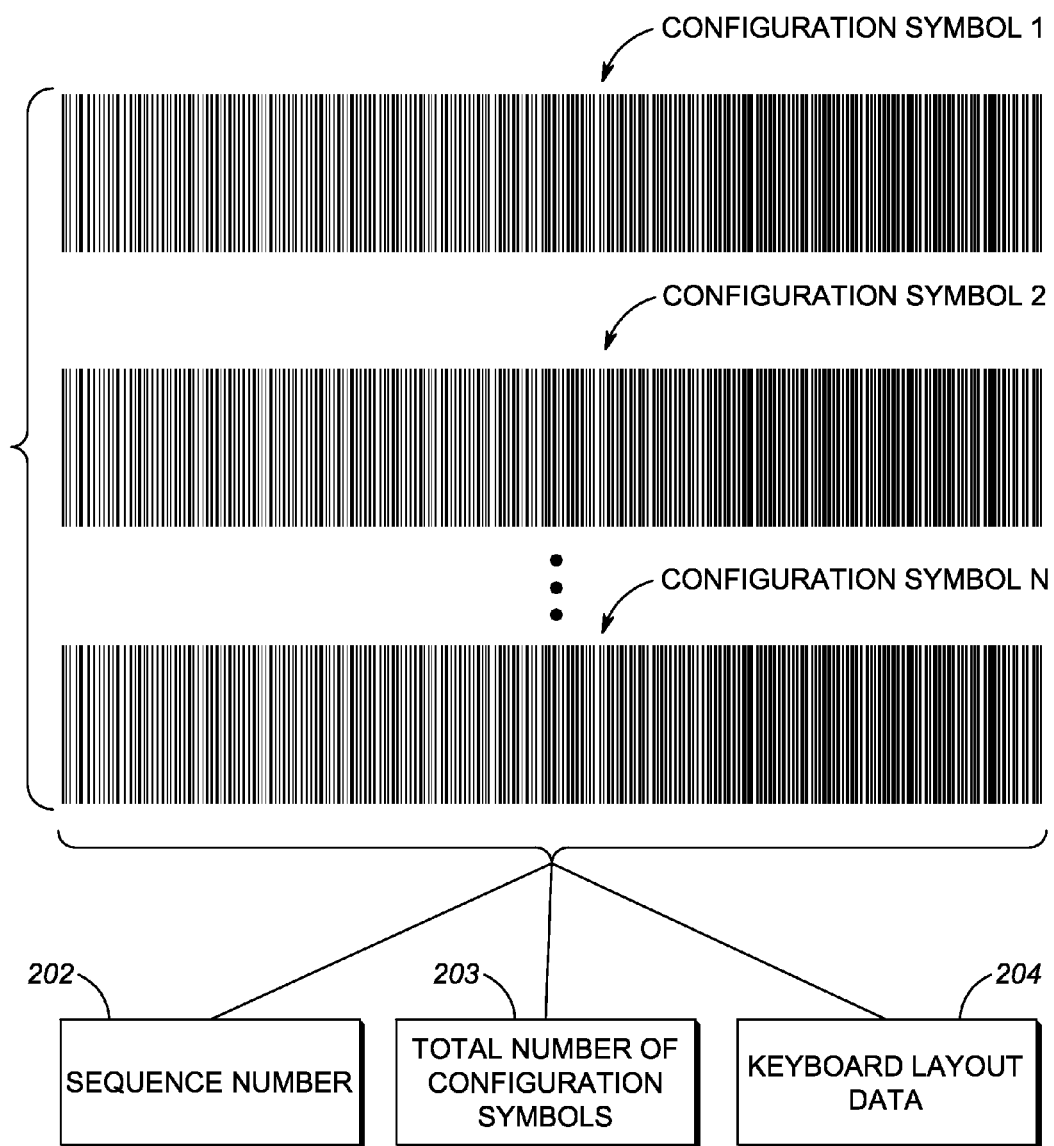 CONFIGURATION SYMBOL 1
CONFIGURATION SYMBOL 2
CONFIGURATION SYMBOL N
202
203
204
SEQUENCE NUMBER
TOTAL NUMBER OF
CONFIGURATION
SYMBOLS
KEYBOARD LAYOUT
DATA